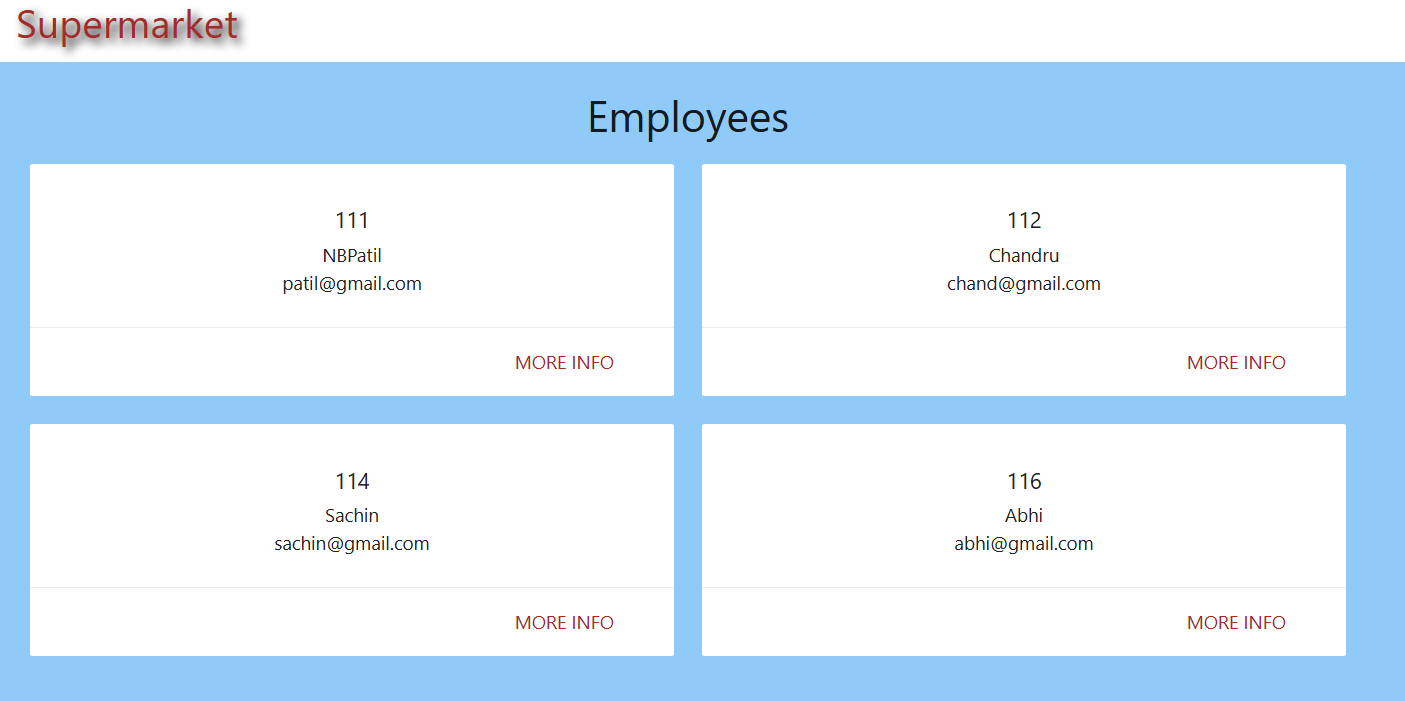 Supermarket
Employees
111
NBPatil
patil@gmail.com
MORE INFO
112
Chandru
chand@gmail.com
MORE INFO
114
Sachin
sachin@gmail.com
MORE INFO
116
Abhi
abhi@gmail.com
MORE INFO